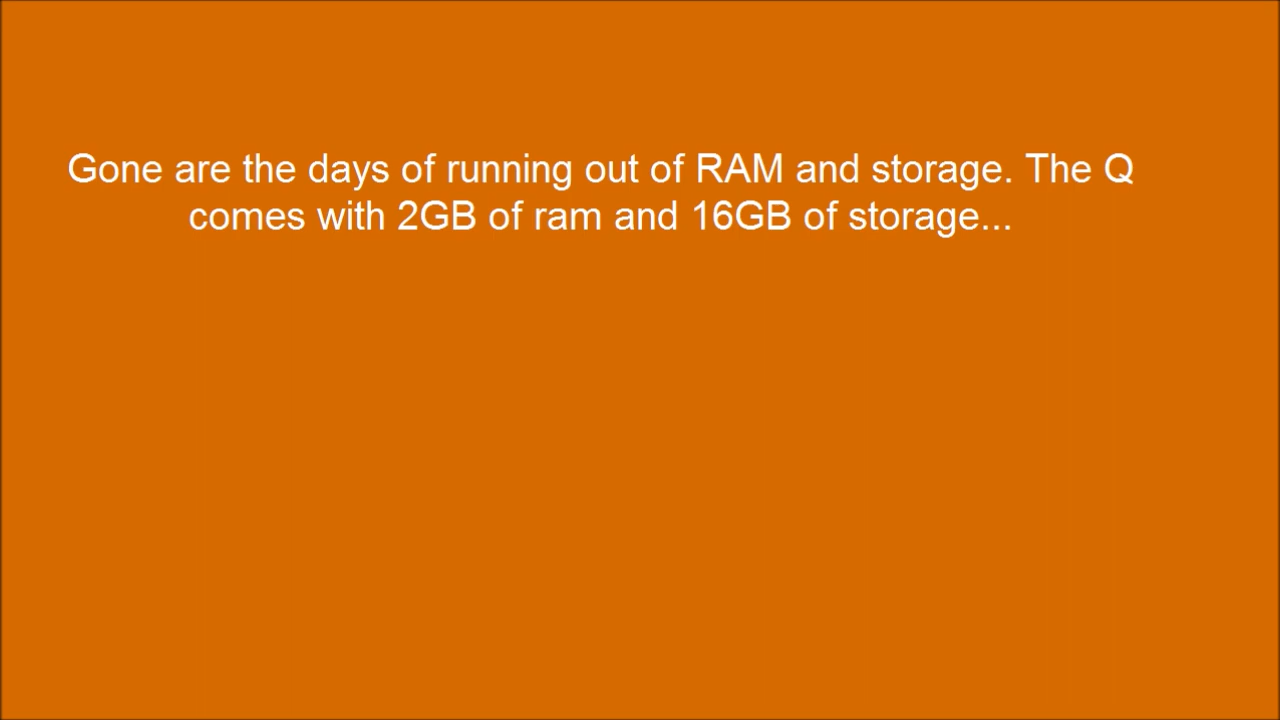 Gone are the days of running out of RAM and storage. The Q
comes with 2GB of ram and 16GB of storage...